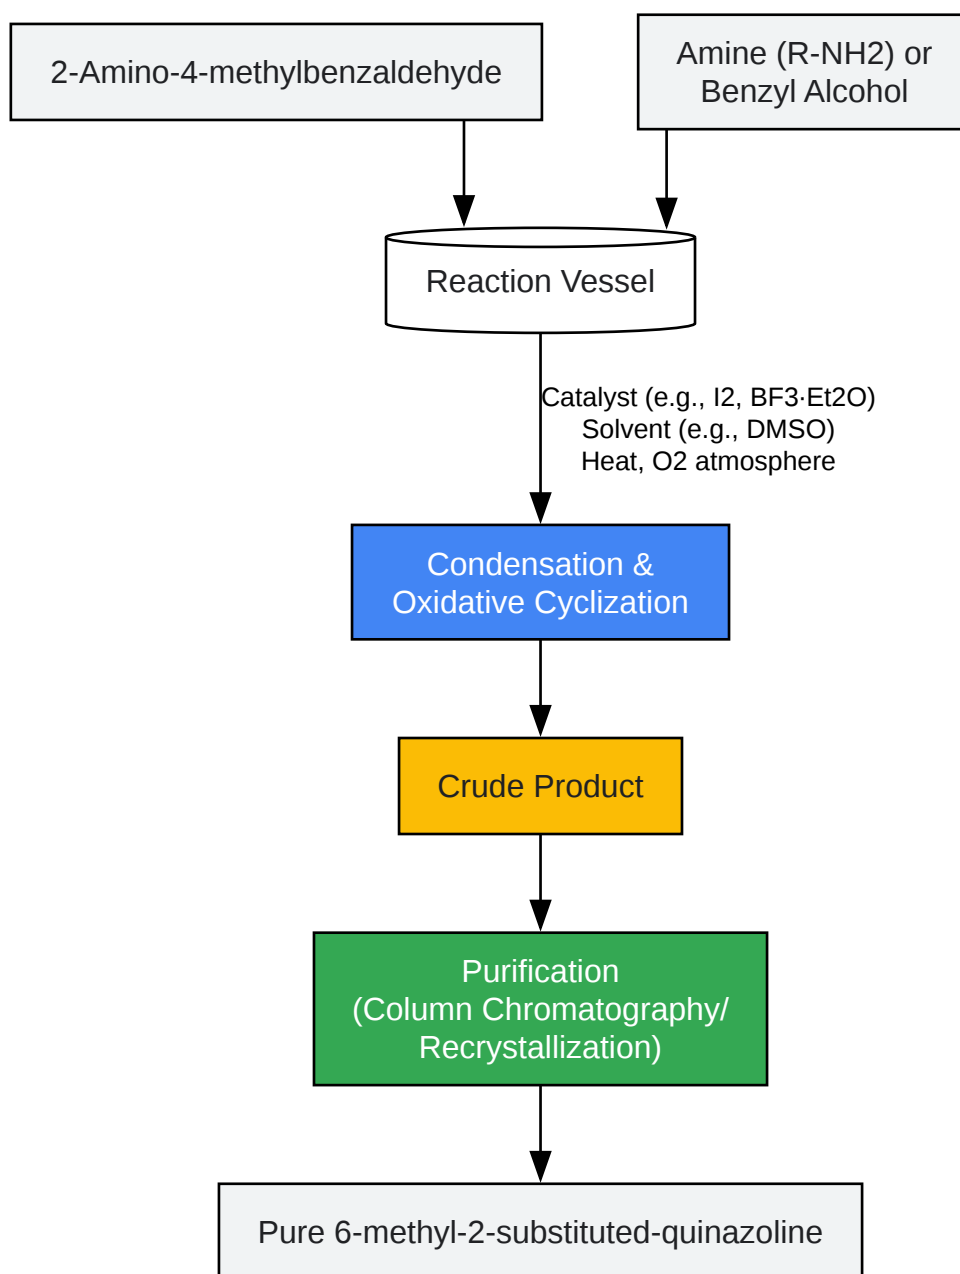 2-Amino-4-methylbenzaldehyde
Amine (R-NH2) or
Benzyl Alcohol
Reaction Vessel
Catalyst (e.g., I2, BF3·Et2O)
Solvent (e.g., DMSO)
Heat, O2 atmosphere
Condensation &
Oxidative Cyclization
Crude Product
Purification
(Column Chromatography/
Recrystallization)
Pure 6-methyl-2-substituted-quinazoline